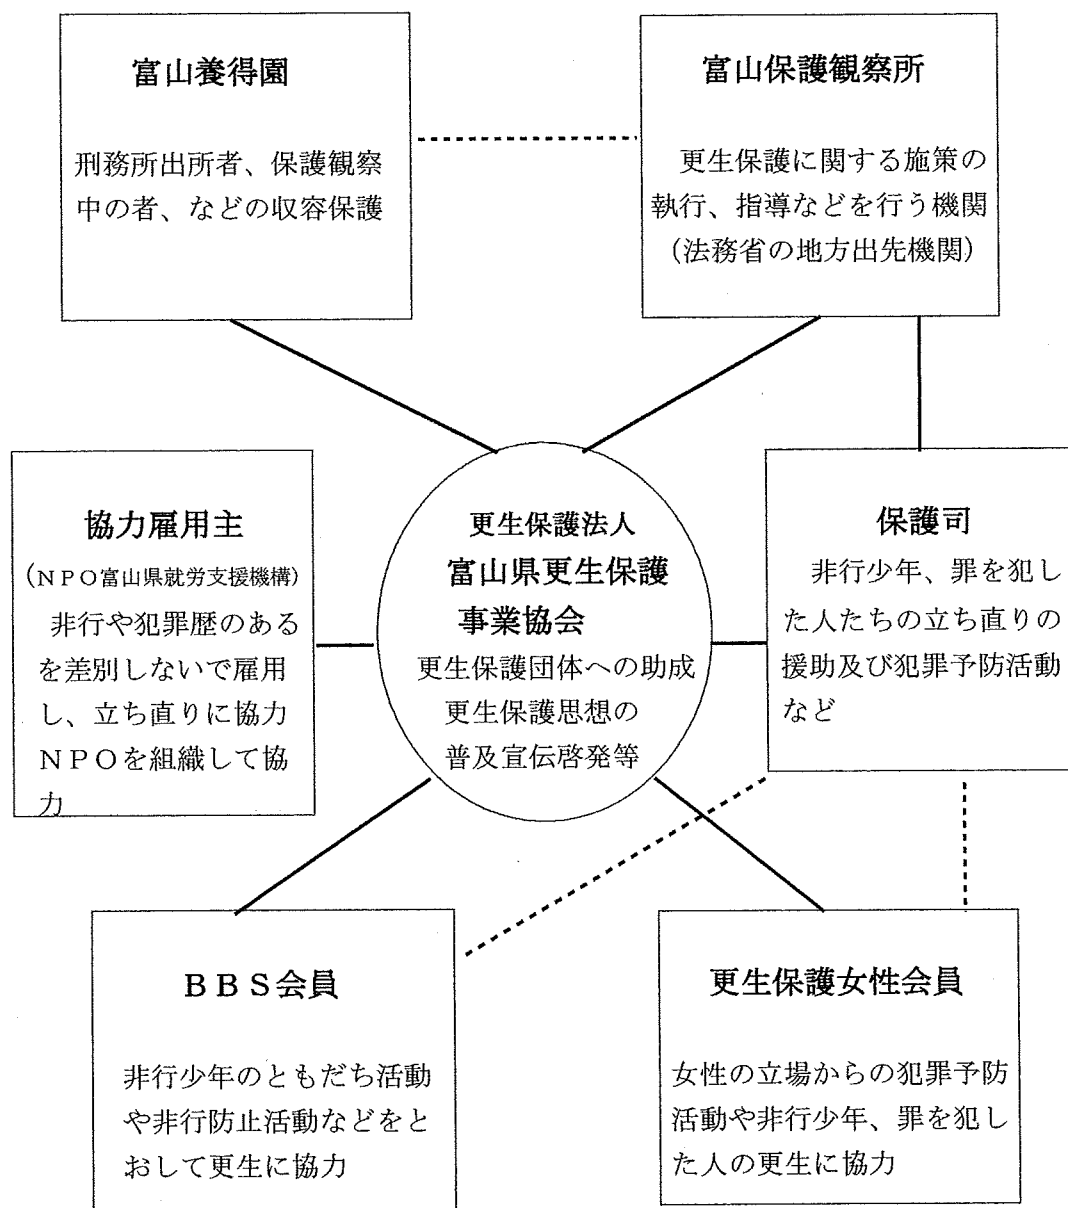 富山養得園
刑務所出所者、保護観察
中の者、などの収容保護
富山保護観察所
更生保護に関する施策の
執行、指導などを行う機関
(法務省の地方出先機関)
協力雇用主
(NPO富山県就労支援機構)
非行や犯罪歴のある
を差別しないで雇用
し、立ち直りに協力
NPOを組織して協
力
更生保護法人
富山県更生保護
事業協会
更生保護団体への助成
更生保護思想の
普及宣伝啓発等
保護司
非行少年、罪を犯し
た人たちの立ち直りの
援助及び犯罪予防活動
など
BBS会員
非行少年のともだち活動
や非行防止活動などをと
おして更生に協力
更生保護女性会員
女性の立場からの犯罪予防
活動や非行少年、罪を犯し
た人の更生に協力